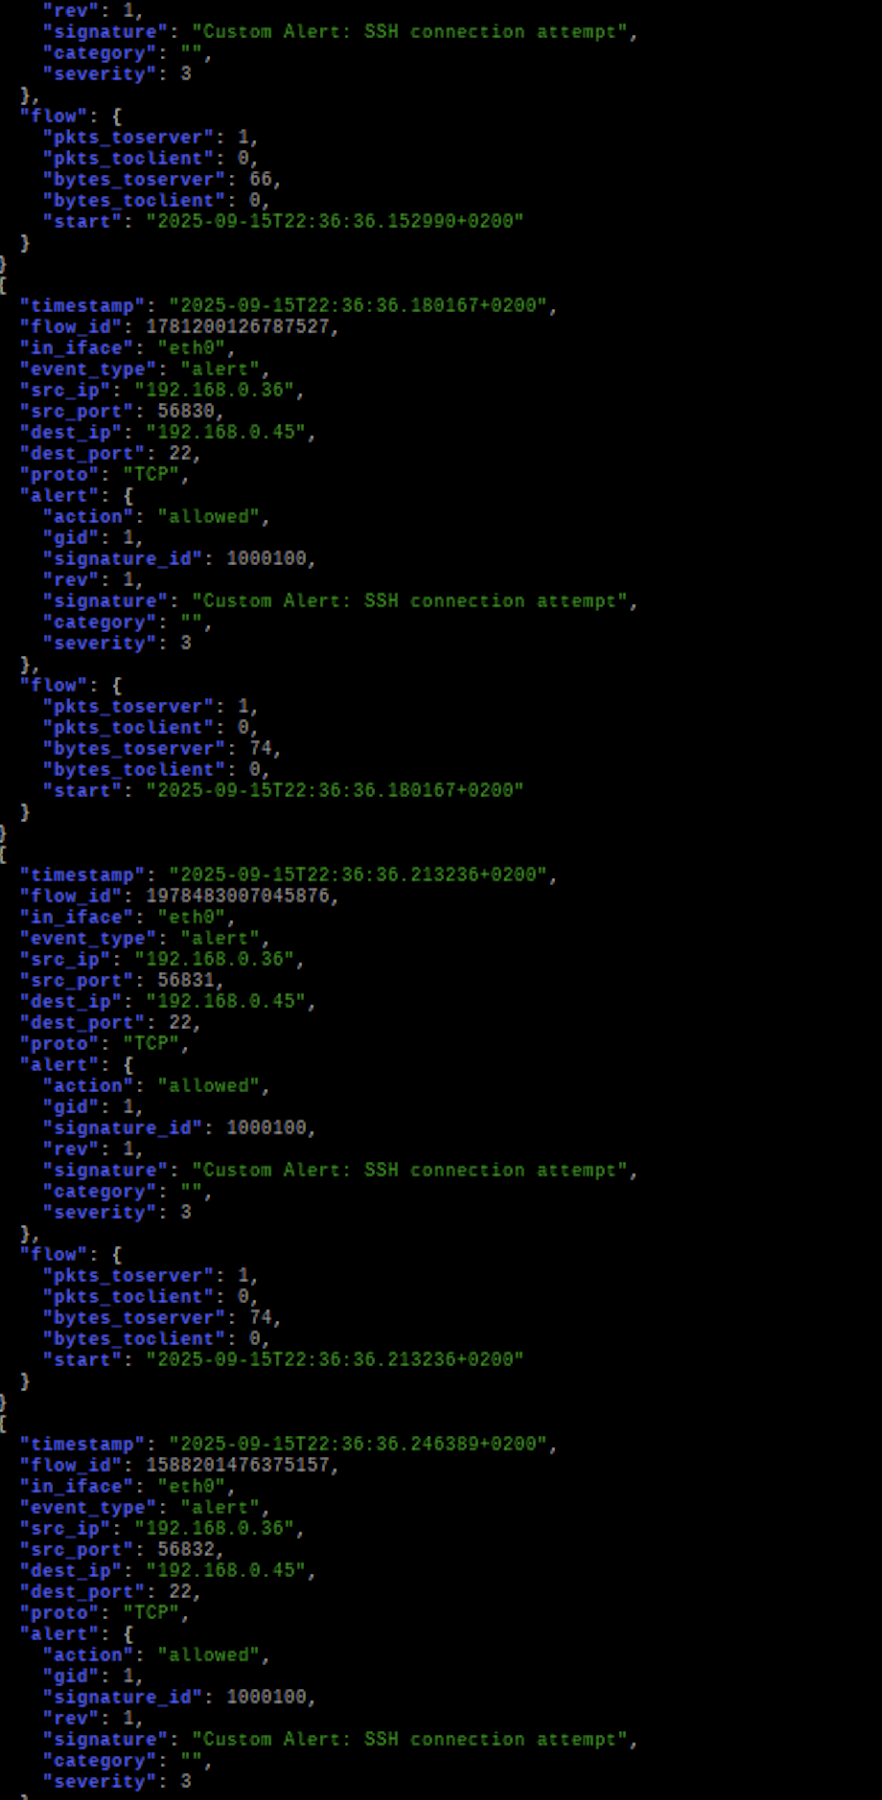 "rev": 1,
"signature": "Custom Alert: SSH connection attempt",
"category": "",
"severity": 3
},
"flow": {
"pkts_toserver": 1,
"pkts_toclient": 0,
"bytes_toserver": 66,
"bytes_toclient": 0,
"start": "2025-09-15T22:36:36.152990+0200"
}
}
{
"timestamp": "2025-09-15T22:36:36.180167+0200",
"flow_id": 1781200126787527,
"in_iface": "eth0",
"event_type": "alert",
"src_ip": "192.168.0.36",
"src_port": 56830,
"dest_ip": "192.168.0.45",
"dest_port": 22,
"proto": "TCP",
"alert": {
"action": "allowed",
"gid": 1,
"signature_id": 1000100,
"rev": 1,
"signature": "Custom Alert: SSH connection attempt",
"category": "",
"severity": 3
},
"flow": {
"pkts_toserver": 1,
"pkts_toclient": 0,
"bytes_toserver": 74,
"bytes_toclient": 0,
"start": "2025-09-15T22:36:36.180167+0200"
}
}
{
"timestamp": "2025-09-15T22:36:36.213236+0200",
"flow_id": 1978483007045876,
"in_iface": "eth0",
"event_type": "alert",
"src_ip": "192.168.0.36",
"src_port": 56831,
"dest_ip": "192.168.0.45",
"dest_port": 22,
"proto": "TCP",
"alert": {
"action": "allowed",
"gid": 1,
"signature_id": 1000100,
"rev": 1,
"signature": "Custom Alert: SSH connection attempt",
"category": "",
"severity": 3
},
"flow": {
"pkts_toserver": 1,
"pkts_toclient": 0,
"bytes_toserver": 74,
"bytes_toclient": 0,
"start": "2025-09-15T22:36:36.213236+0200"
}
}
{
"timestamp": "2025-09-15T22:36:36.246389+0200",
"flow_id": 1588201476375157,
"in_iface": "eth0",
"event_type": "alert",
"src_ip": "192.168.0.36",
"src_port": 56832,
"dest_ip": "192.168.0.45",
"dest_port": 22,
"proto": "TCP",
"alert": {
"action": "allowed",
"gid": 1,
"signature_id": 1000100,
"rev": 1,
"signature": "Custom Alert: SSH connection attempt",
"category": "",
"severity": 3